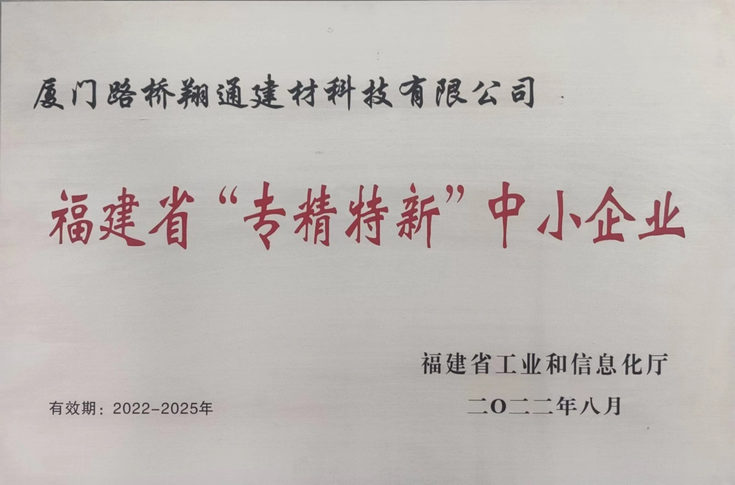 厦门路桥翔通建材科技有限公司
福建省“专精特新”中小企业
福建省工业和信息化厅
有效期：2022-2025年
二〇二二年八月